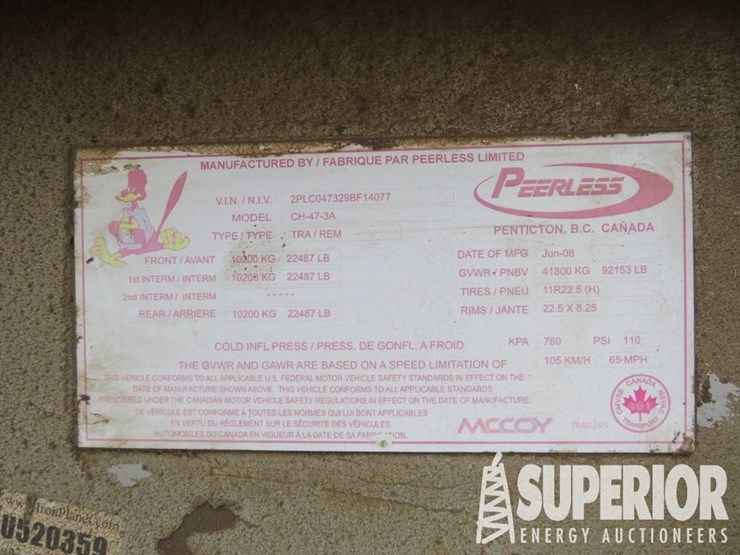 MANUFACTURED BY / FABRIQUE PAR PEERLESS LIMITED
PEERLESS
PENTICTON, B.C. CANADA
V.I.N. / N.I.V. 2PLC047329BF14077
MODEL CH-47-3A
TYPE / TYPE TRA / REM
FRONT / AVANT 10200 KG 22487 LB
1st INTERM / INTERM 10200 KG 22487 LB
2nd INTERM / INTERM - - - - -
REAR / ARRIERE 10200 KG 22487 LB
DATE OF MFG Jun-08
GVWR / PNBV 41800 KG 92153 LB
TIRES / PNEU 11R22.5 (H)
RIMS / JANTE 22.5 X 8.25
COLD INFL PRESS / PRESS. DE GONFL, A FROID KPA 760 PSI 110
THE GVWR AND GAWR ARE BASED ON A SPEED LIMITATION OF 105 KM/H 65-MPH
THIS VEHICLE CONFORMS TO ALL APPLICABLE U.S. FEDERAL MOTOR VEHICLE SAFETY STANDARDS IN EFFECT ON THE
DATE OF MANUFACTURE SHOWN ABOVE. THIS VEHICLE CONFORMS TO ALL APPLICABLE STANDARDS
PRESCRIBED UNDER THE CANADIAN MOTOR VEHICLE SAFETY REGULATIONS IN EFFECT ON THE DATE OF MANUFACTURE.
CE VÉHICULE EST CONFORME À TOUTES LES NORMES QUI LUI SONT APPLICABLES
EN VERTU DU RÈGLEMENT SUR LE SÉCURITÉ DES VÉHICULES
AUTOMOBILES DU CANADA EN VIGUEUR À LA DATE DE SA FABRICATION.
MCCOY TRAILERS
CANADA
CMVSS NSVAC
TRANSPORT
www.IronPlanet.com
U520359
SUPERIOR
ENERGY AUCTIONEERS